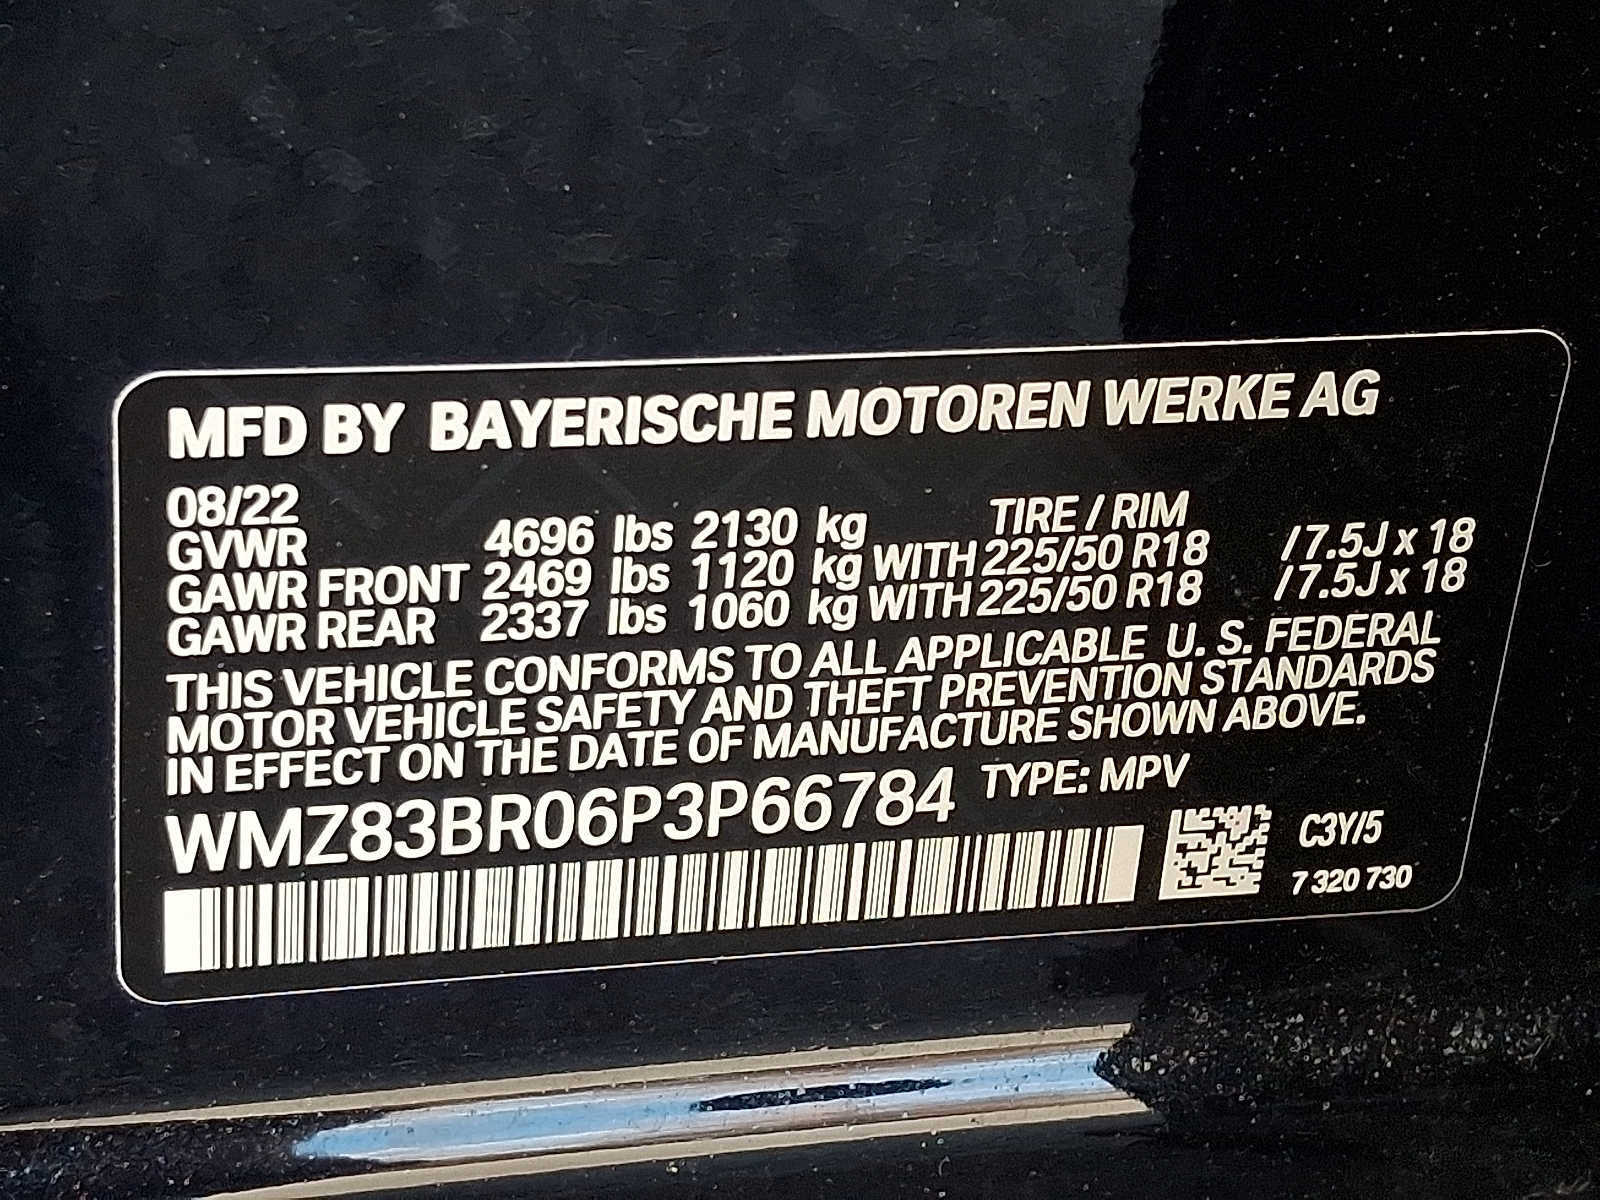 MFD BY BAYERISCHE MOTOREN WERKE AG
08/22
GVWR 4696 lbs 2130 kg TIRE / RIM
GAWR FRONT 2469 lbs 1120 kg WITH 225/50 R18 /7.5J x 18
GAWR REAR 2337 lbs 1060 kg WITH 225/50 R18 /7.5J x 18
THIS VEHICLE CONFORMS TO ALL APPLICABLE U. S. FEDERAL
MOTOR VEHICLE SAFETY AND THEFT PREVENTION STANDARDS
IN EFFECT ON THE DATE OF MANUFACTURE SHOWN ABOVE.
WMZ83BR06P3P66784 TYPE: MPV
C3Y/5
7 320 730